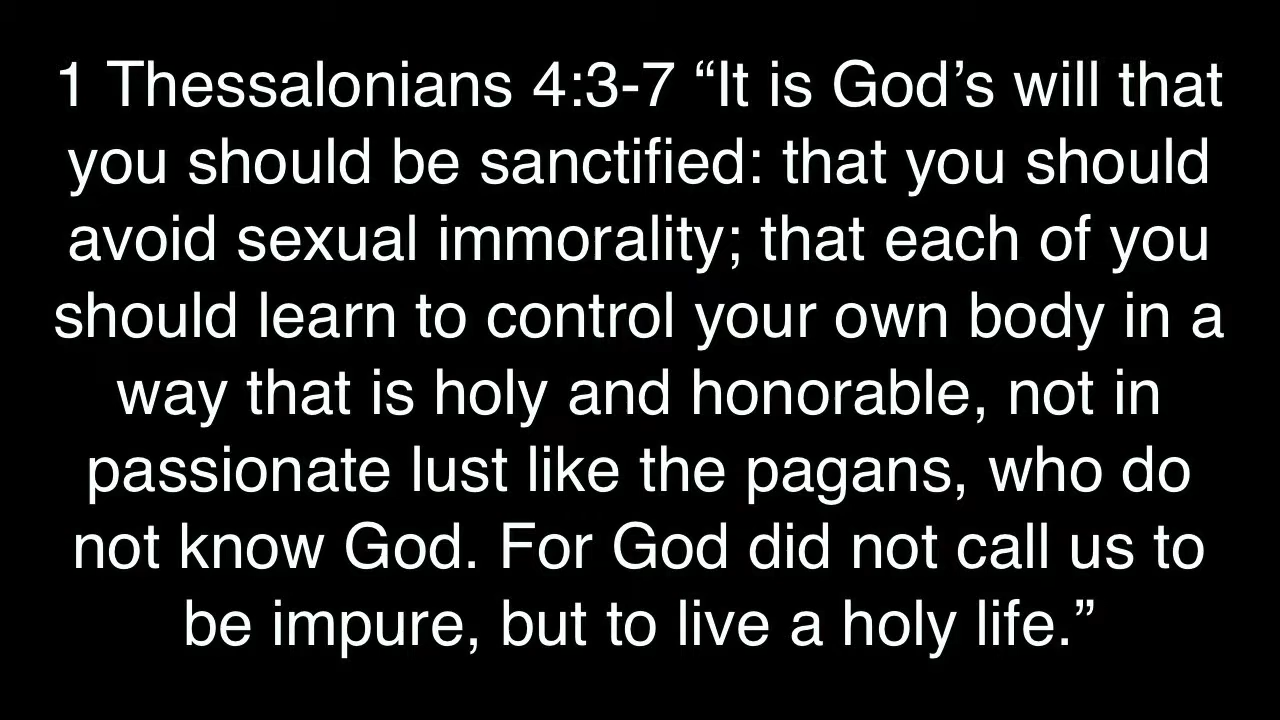 1 Thessalonians 4:3-7 “It is God’s will that
you should be sanctified: that you should
avoid sexual immorality; that each of you
should learn to control your own body in a
way that is holy and honorable, not in
passionate lust like the pagans, who do
not know God. For God did not call us to
be impure, but to live a holy life.”